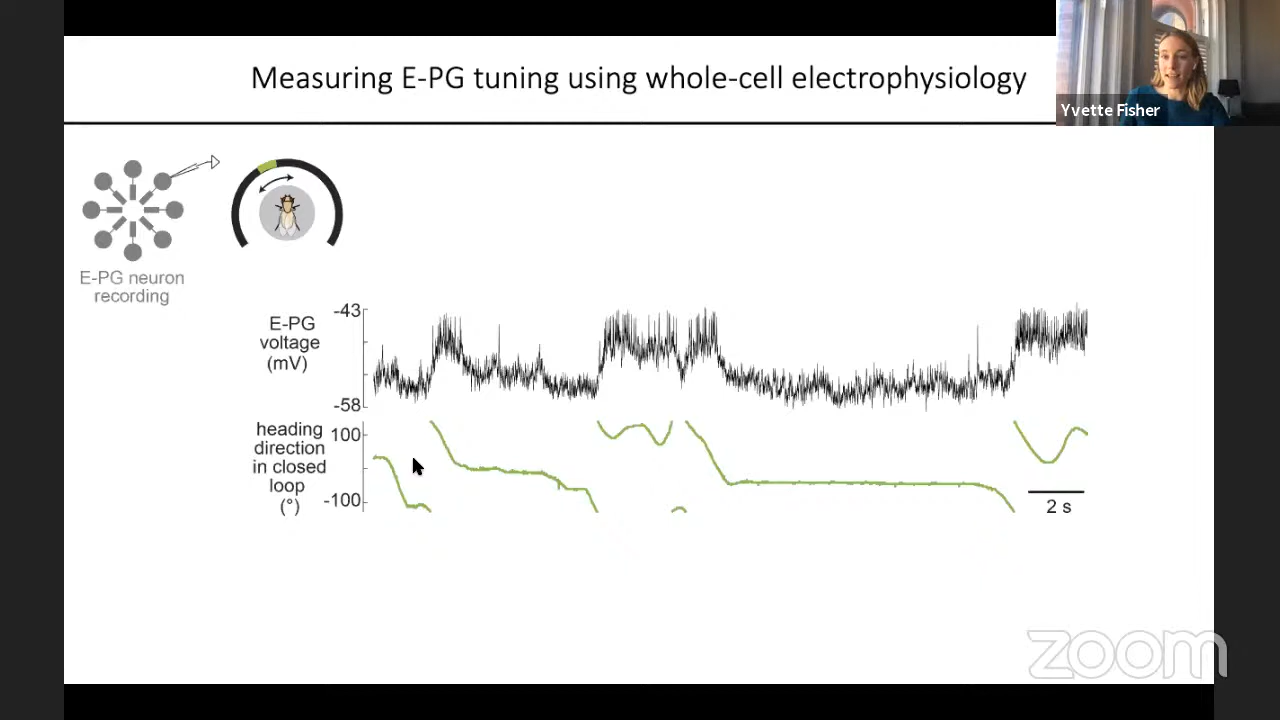 Measuring E-PG tuning using whole-cell electrophysiology
Yvette Fisher
E-PG neuron
recording
E-PG
voltage
(mV)
-43
-58
heading
direction
in closed
loop
(°)
100
-100
2 s
zoom